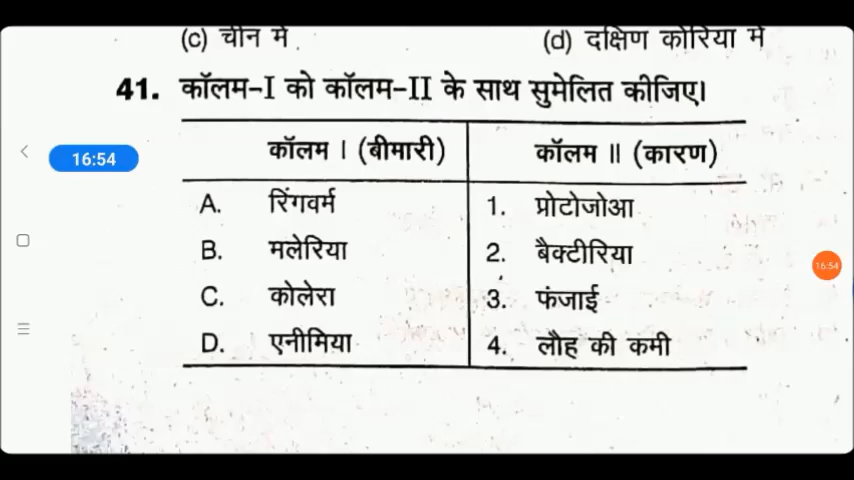 (c) चीन में
(d) दक्षिण कोरिया में
41. कॉलम-I को कॉलम-II के साथ सुमेलित कीजिए।
16:54
कॉलम I (बीमारी)
कॉलम II (कारण)
A. रिंगवर्म
1. प्रोटोजोआ
B. मलेरिया
2. बैक्टीरिया
16:54
C. कोलेरा
3. फंजाई
D. एनीमिया
4. लौह की कमी